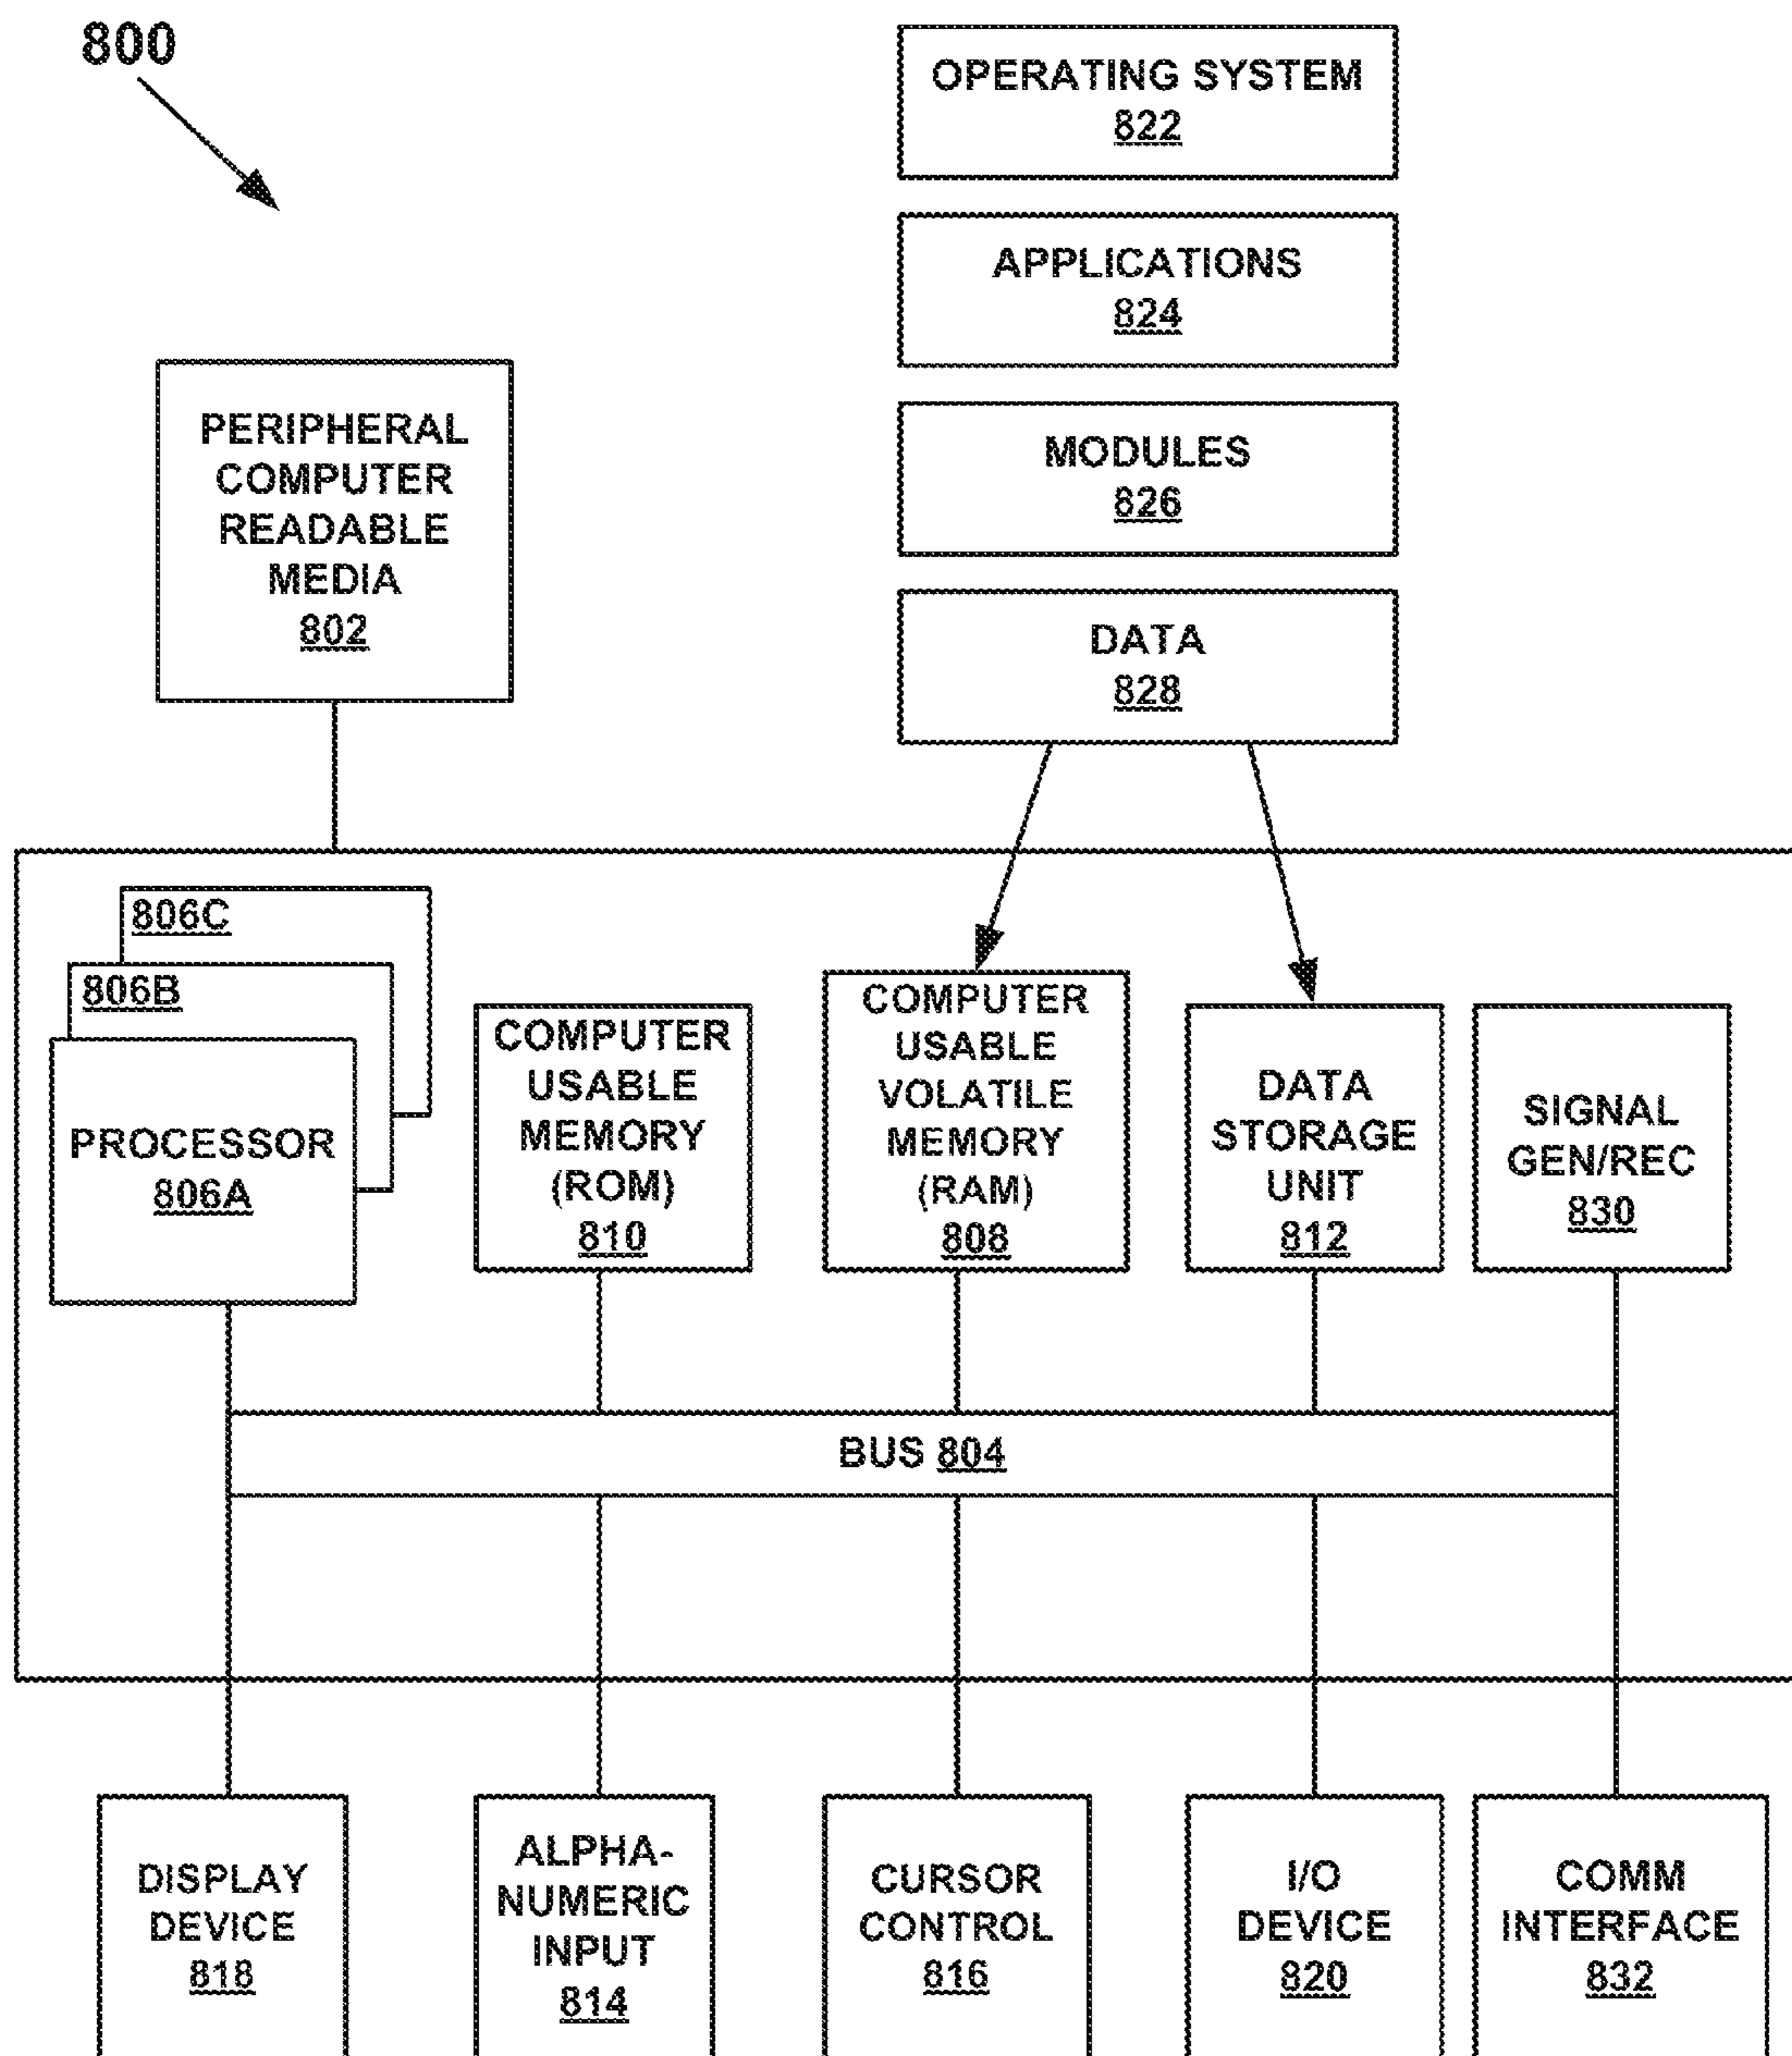 800
OPERATING SYSTEM
822
APPLICATIONS
824
MODULES
826
DATA
828
PERIPHERAL
COMPUTER
READABLE
MEDIA
802
806C
806B
PROCESSOR
806A
COMPUTER
USABLE
MEMORY
(ROM)
810
COMPUTER
USABLE
VOLATILE
MEMORY
(RAM)
808
DATA
STORAGE
UNIT
812
SIGNAL
GEN/REC
830
BUS 804
DISPLAY
DEVICE
818
ALPHA-
NUMERIC
INPUT
814
CURSOR
CONTROL
816
I/O
DEVICE
820
COMM
INTERFACE
832